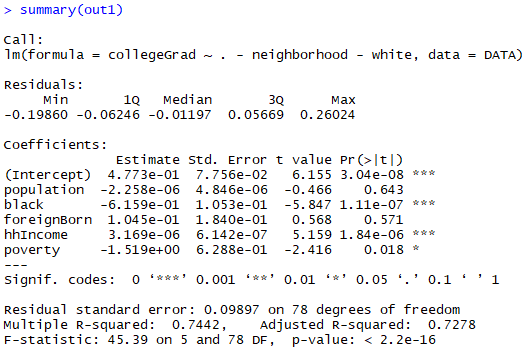 > summary(out1)
Call:
lm(formula = collegeGrad ~ . - neighborhood - white, data = DATA)
Residuals:
     Min       1Q   Median       3Q      Max
-0.19860 -0.06246 -0.01197  0.05669  0.26024
Coefficients:
              Estimate Std. Error t value Pr(>|t|)
(Intercept)  4.773e-01  7.756e-02   6.155 3.04e-08 ***
population  -2.258e-06  4.846e-06  -0.466    0.643
black       -6.159e-01  1.053e-01  -5.847 1.11e-07 ***
foreignBorn  1.045e-01  1.840e-01   0.568    0.571
hhIncome     3.169e-06  6.142e-07   5.159 1.84e-06 ***
poverty     -1.519e+00  6.288e-01  -2.416    0.018 *
---
Signif. codes:  0 ‘***’ 0.001 ‘**’ 0.01 ‘*’ 0.05 ‘.’ 0.1 ‘ ’ 1
Residual standard error: 0.09897 on 78 degrees of freedom
Multiple R-squared:  0.7442,    Adjusted R-squared:  0.7278
F-statistic: 45.39 on 5 and 78 DF,  p-value: < 2.2e-16